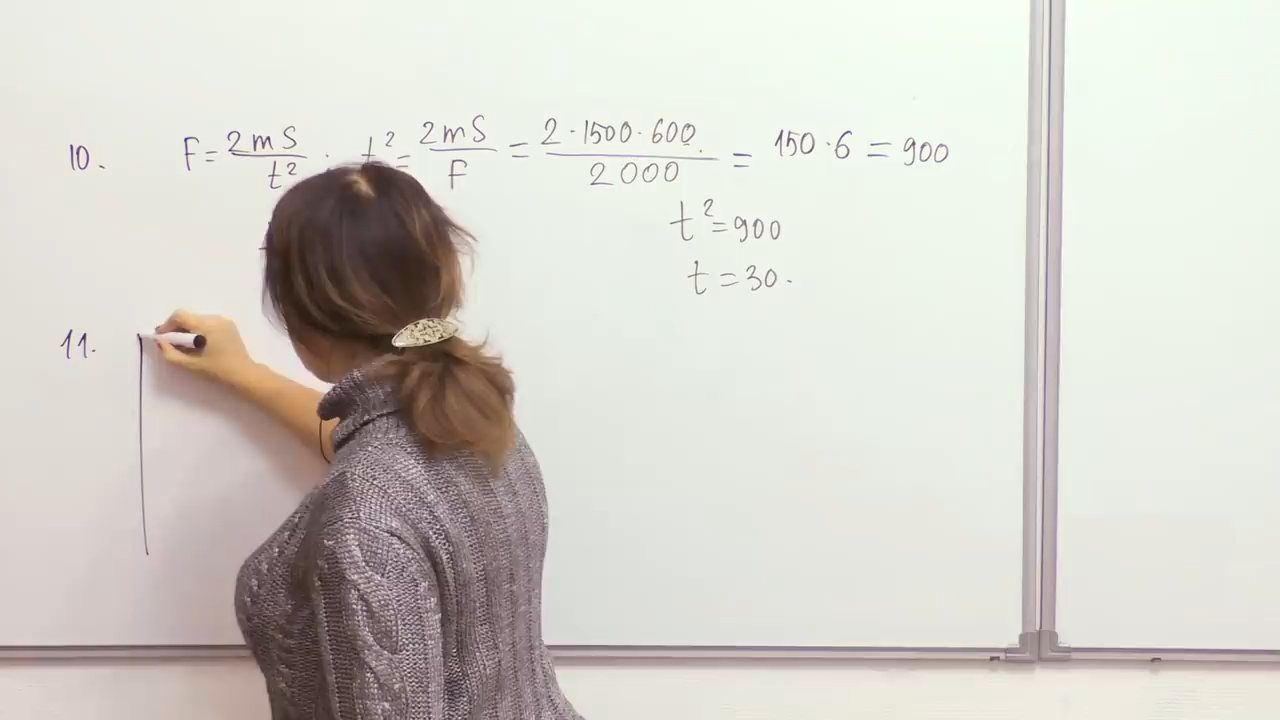 10. F = 2mS / t² ; t² = 2mS / F = 2·1500·600 / 2000 = 150·6 = 900
t² = 900
t = 30.
11.